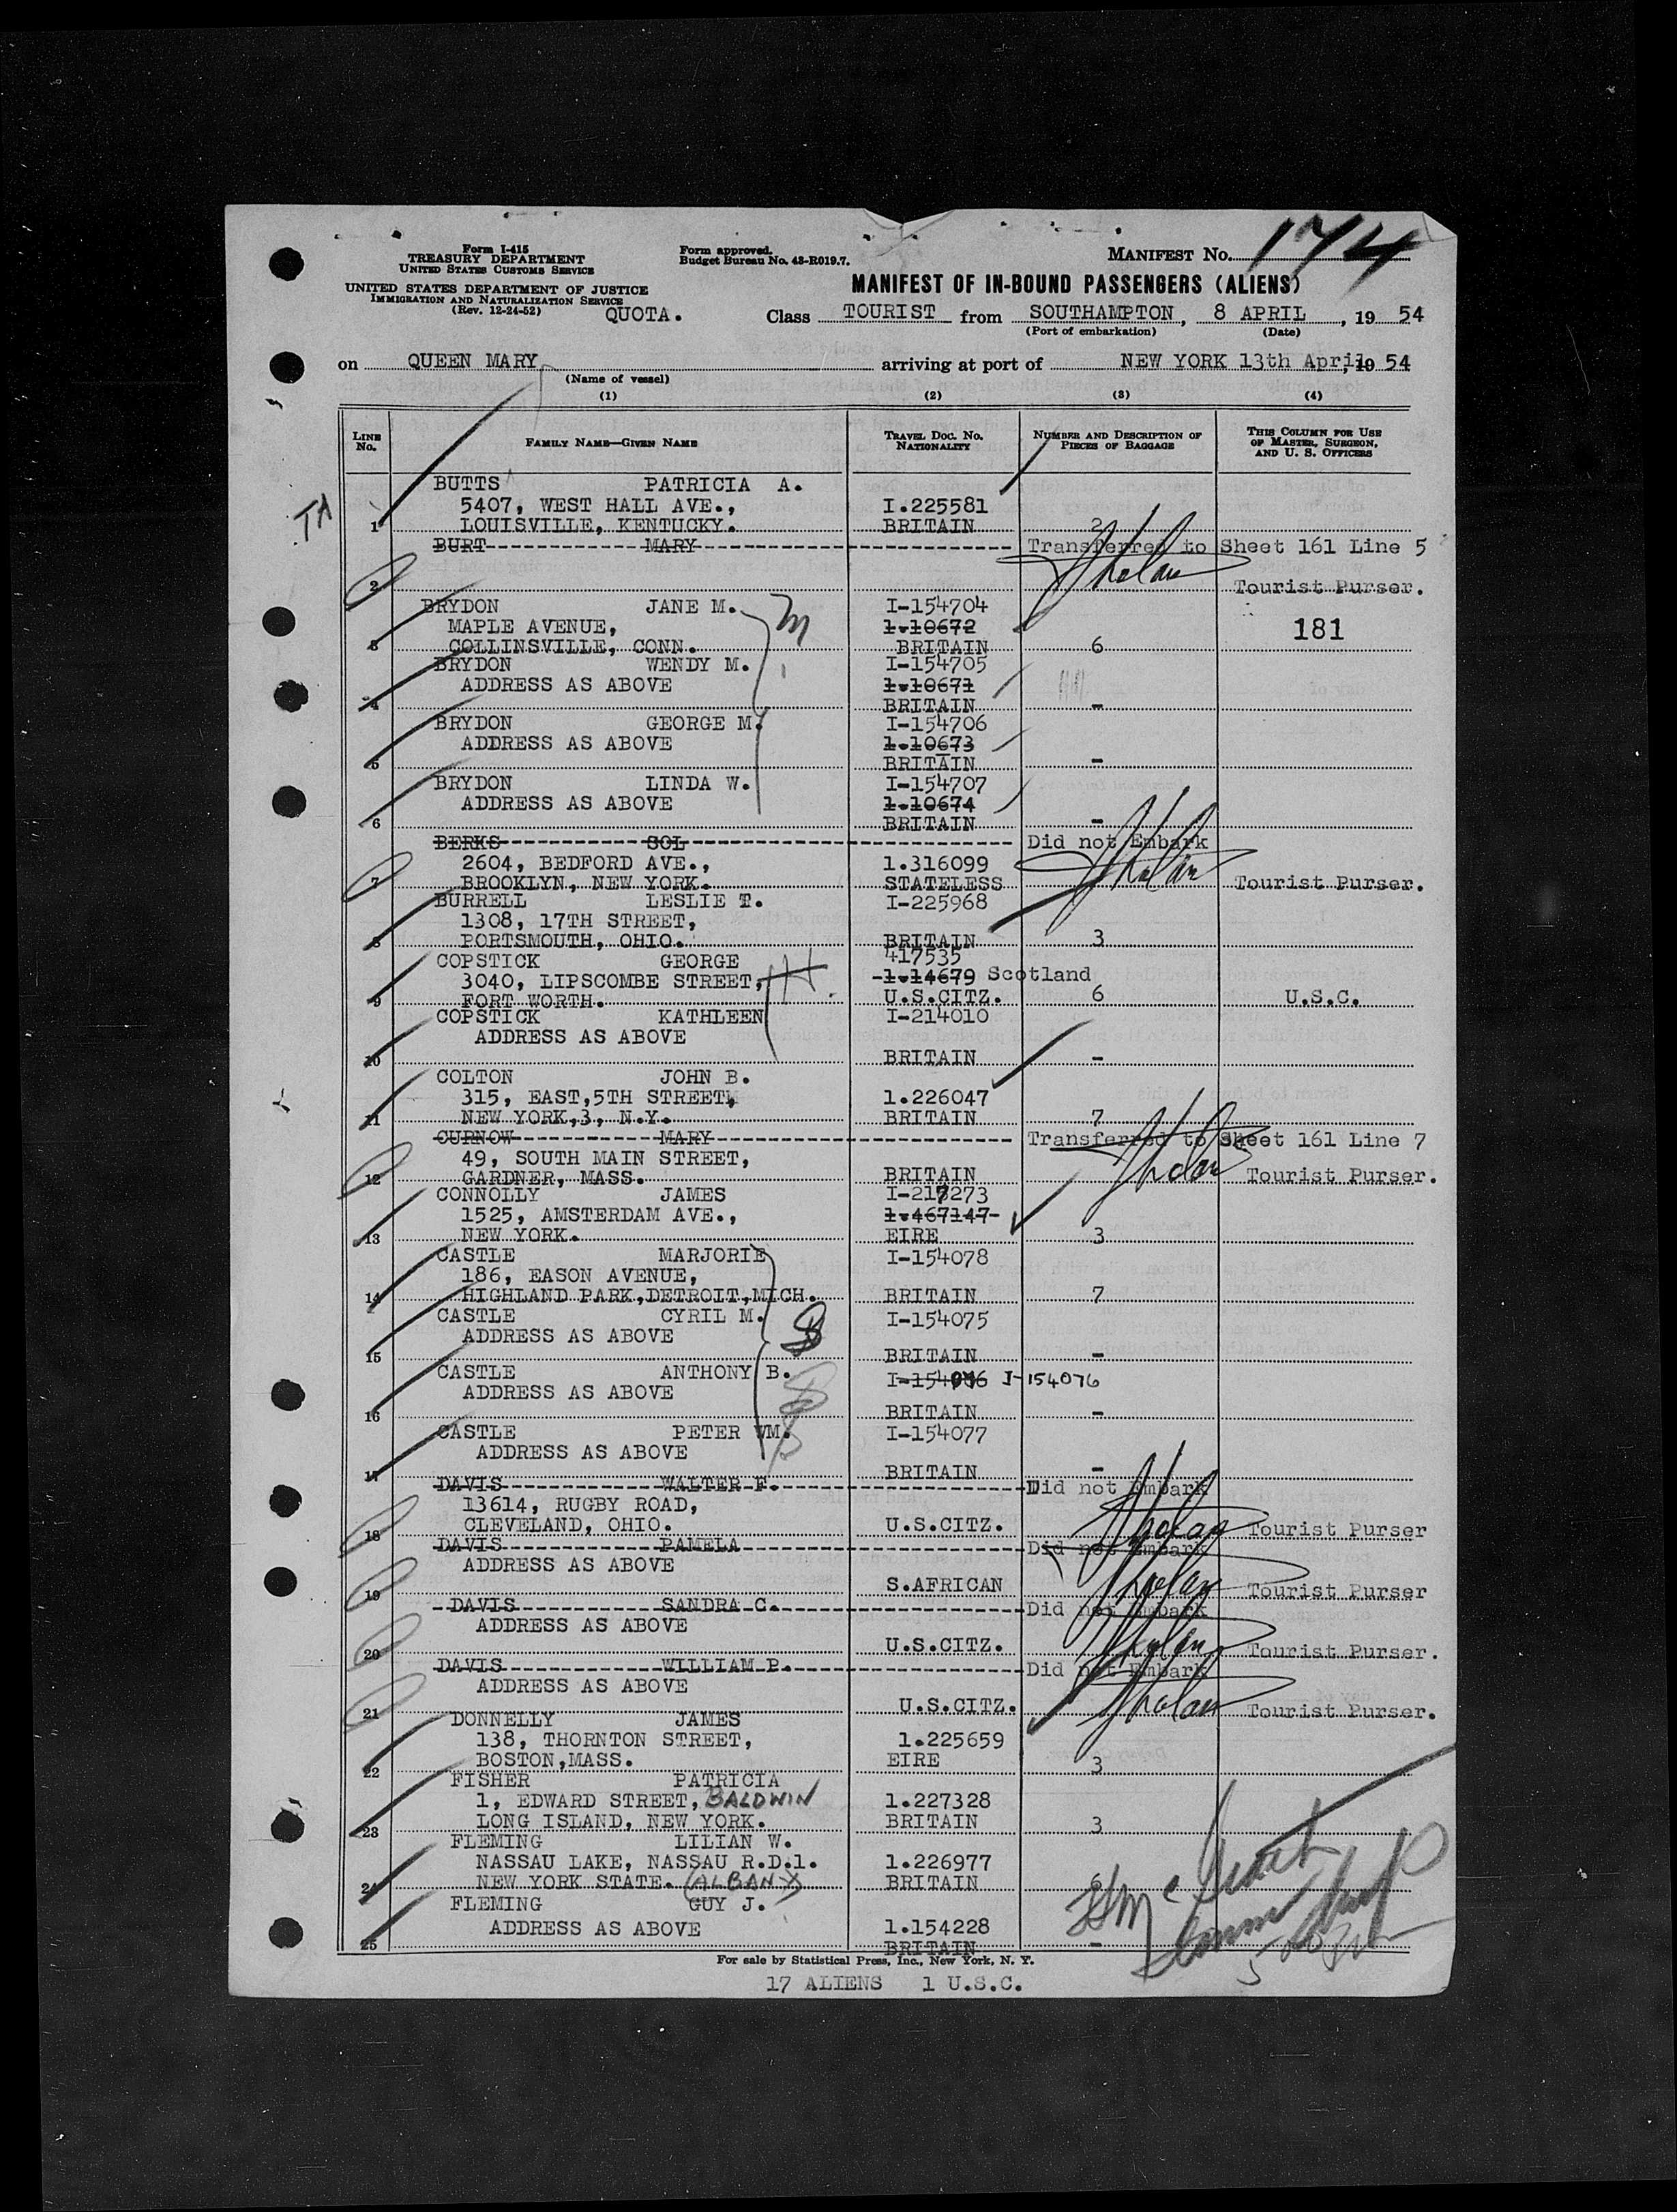 Form I-415
TREASURY DEPARTMENT
UNITED STATES CUSTOMS SERVICE
UNITED STATES DEPARTMENT OF JUSTICE
IMMIGRATION AND NATURALIZATION SERVICE
(Rev. 12-24-52)
QUOTA.
Form approved.
Budget Bureau No. 43-R019.7.
MANIFEST No. 174
MANIFEST OF IN-BOUND PASSENGERS (ALIENS)
Class TOURIST from SOUTHAMPTON, 8 APRIL, 19 54
(Port of embarkation) (Date)
on QUEEN MARY arriving at port of NEW YORK 13th April, 19 54
(Name of vessel)
(1) (2) (3) (4)
LINE No. FAMILY NAME—GIVEN NAME TRAVEL DOC. No. NATIONALITY NUMBER AND DESCRIPTION OF PIECES OF BAGGAGE THIS COLUMN FOR USE OF MASTER, SURGEON, AND U. S. OFFICERS
TA
BUTTS PATRICIA A.
5407, WEST HALL AVE., I.225581
1 LOUISVILLE, KENTUCKY. BRITAIN 2
BURT MARY Transferred to Sheet 161 Line 5
2 Tourist Purser.
BRYDON JANE M. I-154704
MAPLE AVENUE, 1.10672 181
3 COLLINSVILLE, CONN. BRITAIN 6
BRYDON WENDY M. I-154705
ADDRESS AS ABOVE 1.10671
4 BRITAIN -
BRYDON GEORGE M. I-154706
ADDRESS AS ABOVE 1.10673
5 BRITAIN -
BRYDON LINDA W. I-154707
ADDRESS AS ABOVE 1.10674
6 BRITAIN -
BERKS SOL Did not Embark
2604, BEDFORD AVE., 1.316099
7 BROOKLYN, NEW YORK. STATELESS Tourist Purser.
BURRELL LESLIE T. I-225968
1308, 17TH STREET,
8 PORTSMOUTH, OHIO. BRITAIN 3
COPSTICK GEORGE 417535
3040, LIPSCOMBE STREET, 1.14679 Scotland
9 FORT WORTH. U.S.CITZ. 6 U.S.C.
COPSTICK KATHLEEN I-214010
ADDRESS AS ABOVE
10 BRITAIN -
COLTON JOHN B.
315, EAST,5TH STREET, 1.226047
11 NEW YORK,3, N.Y. BRITAIN 7
CURNOW MARY Transferred to Sheet 161 Line 7
49, SOUTH MAIN STREET,
12 GARDNER, MASS. BRITAIN Tourist Purser.
CONNOLLY JAMES I-217273
1525, AMSTERDAM AVE., 1.467147
13 NEW YORK. EIRE 3
CASTLE MARJORIE I-154078
186, EASON AVENUE,
14 HIGHLAND PARK,DETROIT,MICH. BRITAIN 7
CASTLE CYRIL M. I-154075
ADDRESS AS ABOVE
15 BRITAIN -
CASTLE ANTHONY B. I-154076
ADDRESS AS ABOVE
16 BRITAIN -
CASTLE PETER WM. I-154077
ADDRESS AS ABOVE
17 BRITAIN -
DAVIS WALTER F. Did not Embark
13614, RUGBY ROAD,
18 CLEVELAND, OHIO. U.S.CITZ. Tourist Purser
DAVIS PAMELA Did not Embark
ADDRESS AS ABOVE
19 S.AFRICAN Tourist Purser
DAVIS SANDRA C. Did not Embark
ADDRESS AS ABOVE
20 U.S.CITZ. Tourist Purser.
DAVIS WILLIAM P. Did not Embark
ADDRESS AS ABOVE
21 U.S.CITZ. Tourist Purser.
DONNELLY JAMES
138, THORNTON STREET, 1.225659
22 BOSTON,MASS. EIRE 3
FISHER PATRICIA
1, EDWARD STREET, BALDWIN 1.227328
23 LONG ISLAND, NEW YORK. BRITAIN 3
FLEMING LILIAN W.
NASSAU LAKE, NASSAU R.D.1. 1.226977
24 NEW YORK STATE. (ALBANY) BRITAIN
FLEMING GUY J.
ADDRESS AS ABOVE 1.154228
25 BRITAIN -
For sale by Statistical Press, Inc., New York, N. Y.
17 ALIENS 1 U.S.C.